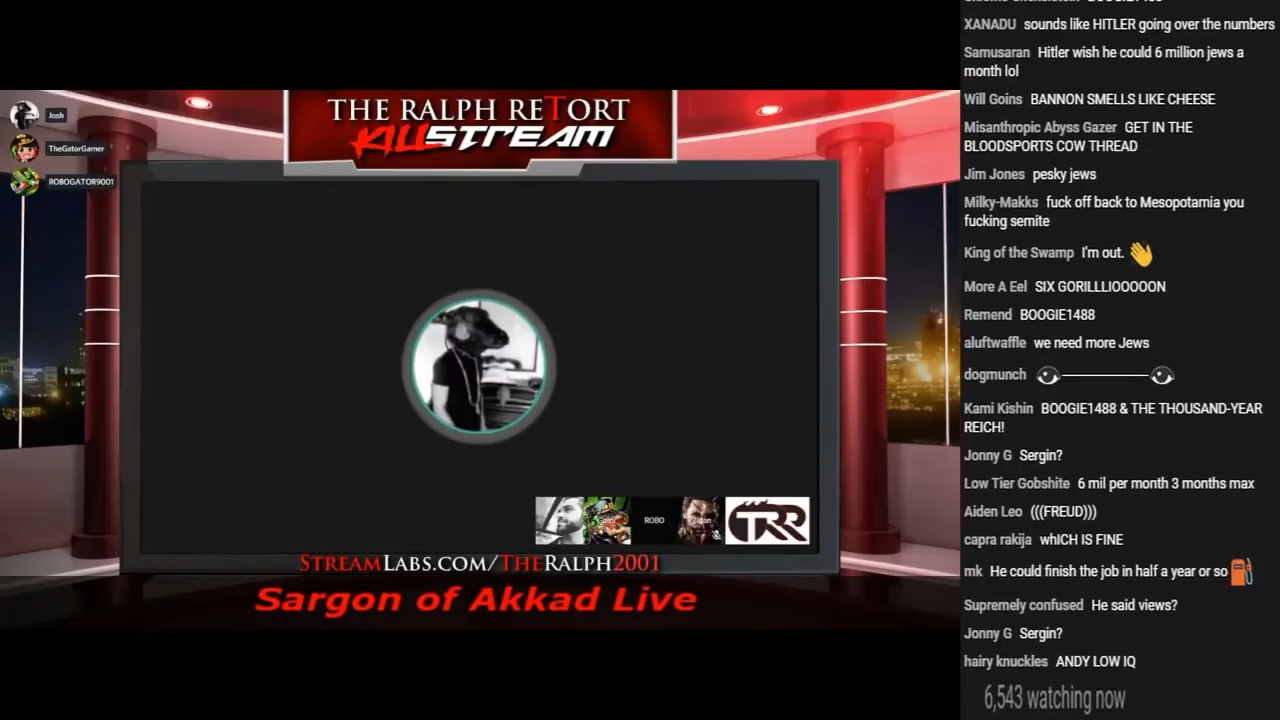 XANADU sounds like HITLER going over the numbers
Samusaran Hitler wish he could 6 million jews a
month lol
Will Goins BANNON SMELLS LIKE CHEESE
Misanthropic Abyss Gazer GET IN THE
BLOODSPORTS COW THREAD
Jim Jones pesky jews
Milky-Makks fuck off back to Mesopotamia you
fucking semite
King of the Swamp I'm out. 👋
More A Eel SIX GORILLLIOOOOON
Remend BOOGIE1488
aluftwaffle we need more Jews
dogmunch
Kami Kishin BOOGIE1488 & THE THOUSAND-YEAR
REICH!
Jonny G Sergin?
Low Tier Gobshite 6 mil per month 3 months max
Aiden Leo (((FREUD)))
capra rakija whICH IS FINE
mk He could finish the job in half a year or so ⛽
Supremely confused He said views?
Jonny G Sergin?
hairy knuckles ANDY LOW IQ
6,543 watching now
THE RALPH RETORT
KILLSTREAM
Josh
TheGatorGamer
ROBOGATOR9001
Gator
ROBO
TRR
STREAMLABS.COM/THERALPH2001
Sargon of Akkad Live